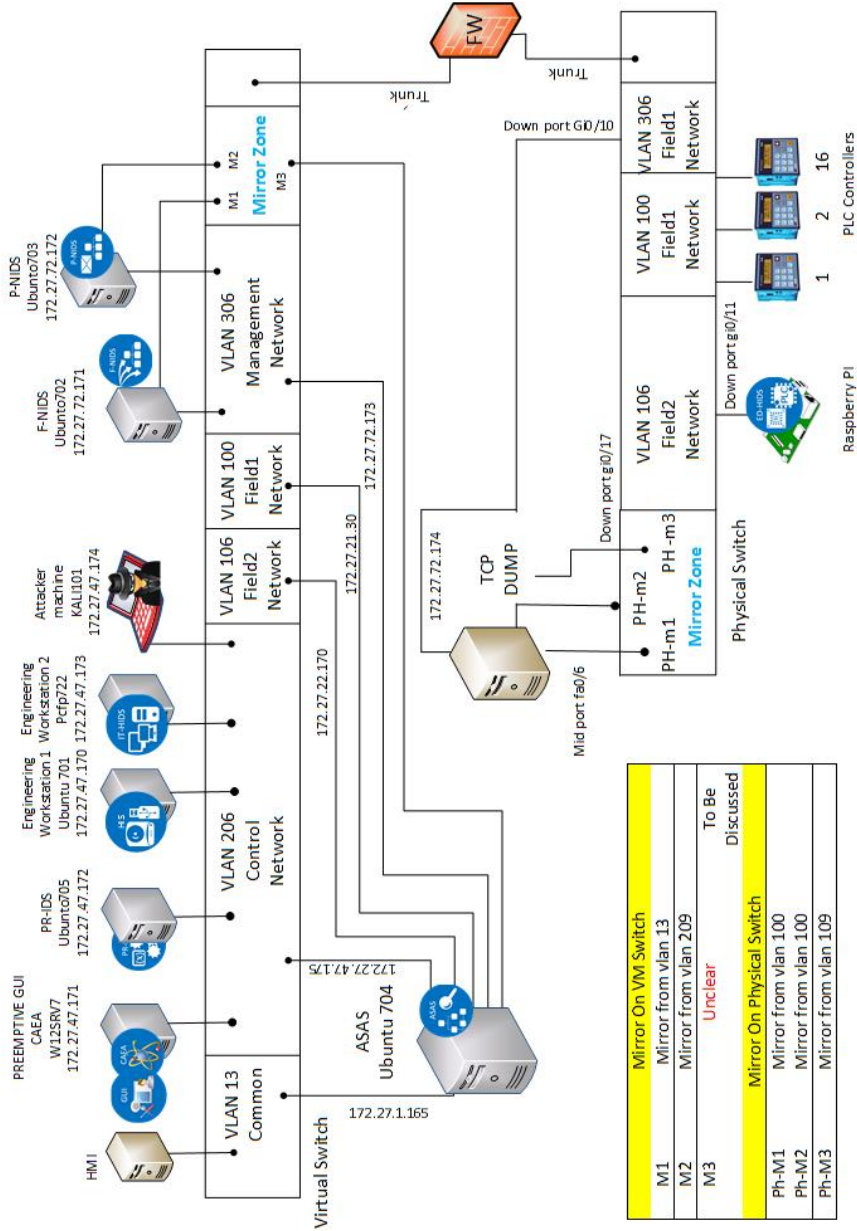 HMI
PREEMPTIVE GUI
CAEA
W12SRV7
172.27.47.171
GUI
CAEA
PR-IDS
Ubunto705
172.27.47.172
Engineering
Workstation 1
Ubuntu 701
172.27.47.170
HIS
Engineering
Workstation 2
Pcfp722
172.27.47.173
IT-HIDS
Attacker
machine
KALI101
172.27.47.174
F-NIDS
Ubunto702
172.27.72.171
F-NIDS
P-NIDS
Ubunto703
172.27.72.172
P-NIDS
VLAN 13
Common
VLAN 206
Control
Network
VLAN 106
Field2
Network
VLAN 100
Field1
Network
VLAN 306
Management
Network
M1
M2
Mirror Zone
M3
Virtual Switch
Trunk
FW
Trunk
172.27.1.165
172.27.47.175
172.27.22.170
172.27.21.30
172.27.72.173
ASAS
Ubuntu 704
ASAS
172.27.72.174
Down port Gi0/10
TCP
DUMP
Down port gi0/17
Mid port fa0/6
PH-m1
PH-m2
PH -m3
Mirror Zone
VLAN 106
Field2
Network
VLAN 100
Field1
Network
VLAN 306
Field1
Network
Physical Switch
Down port gi0/11
ED-HIDS
PLC
Raspberry PI
1
2
16
PLC Controllers
Mirror On VM Switch
M1 Mirror from vlan 13
M2 Mirror from vlan 209
M3 Unclear To Be
Discussed
Mirror On Physical Switch
Ph-M1 Mirror from vlan 100
Ph-M2 Mirror from vlan 100
Ph-M3 Mirror from vlan 109